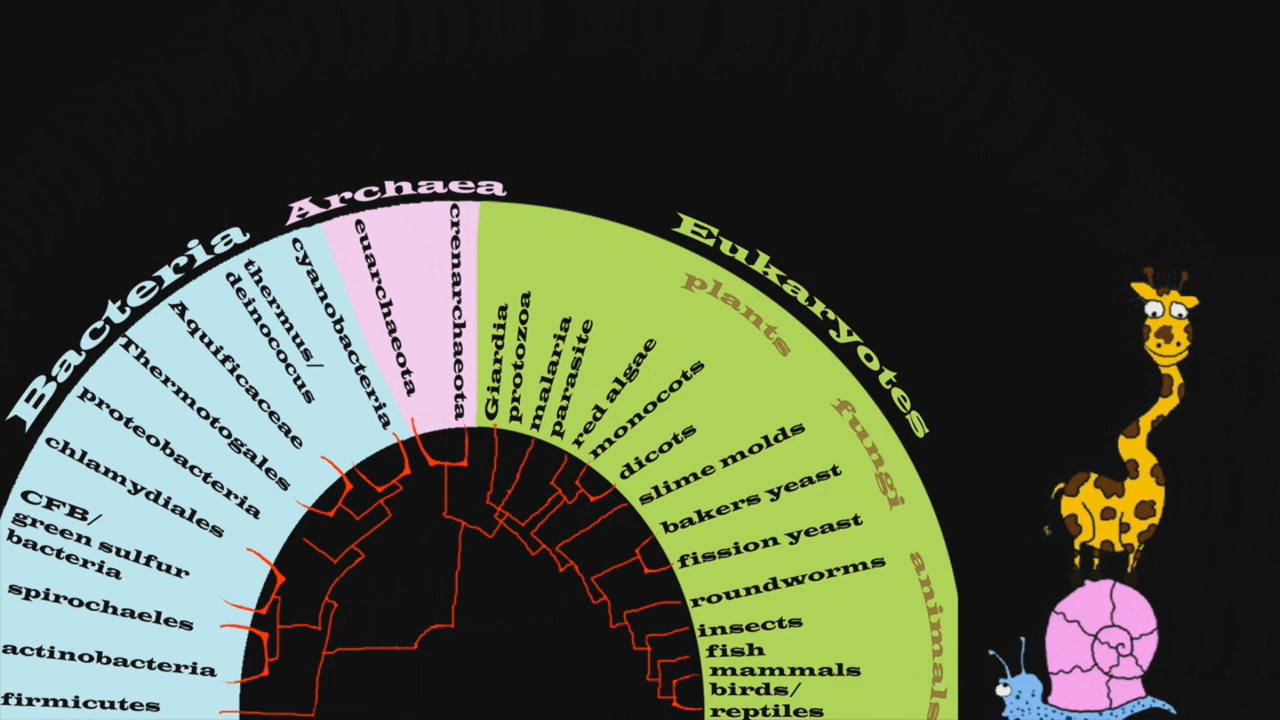 Bacteria
Archaea
Eukaryotes
firmicutes
actinobacteria
spirochaeles
CFB/
green sulfur
bacteria
chlamydiales
proteobacteria
Thermotogales
Aquificaceae
thermus/
deinococcus
cyanobacteria
euarchaeota
crenarchaeota
Giardia
protozoa
malaria
parasite
red algae
monocots
dicots
slime molds
bakers yeast
fission yeast
roundworms
insects
fish
mammals
birds/
reptiles
plants
fungi
animals